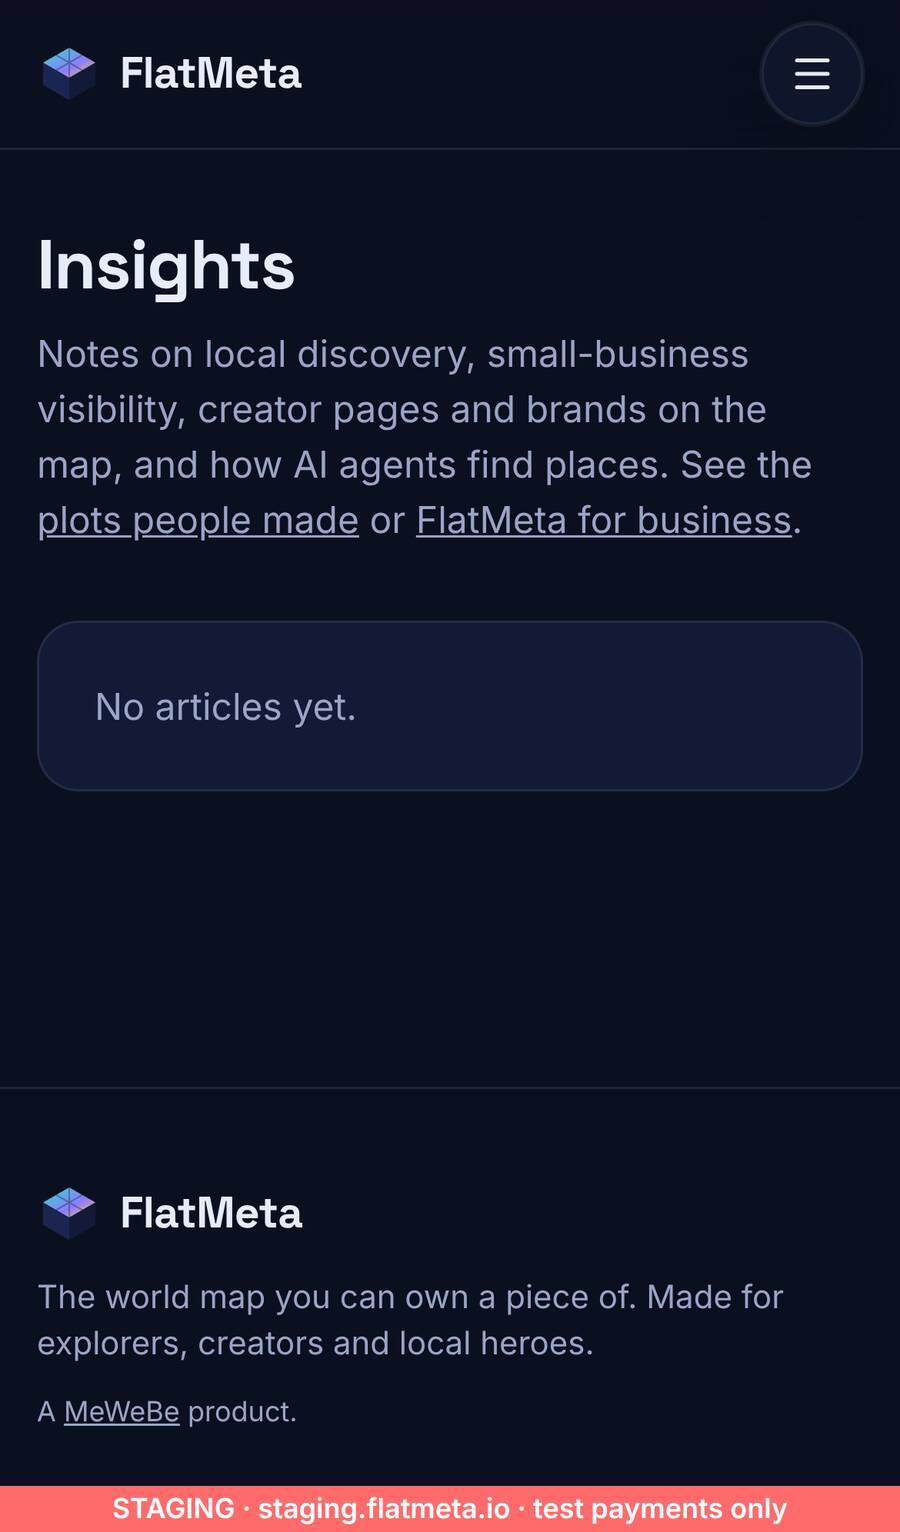 FlatMeta
Insights
Notes on local discovery, small-business
visibility, creator pages and brands on the
map, and how AI agents find places. See the
plots people made or FlatMeta for business.
No articles yet.
FlatMeta
The world map you can own a piece of. Made for
explorers, creators and local heroes.
A MeWeBe product.
STAGING · staging.flatmeta.io · test payments only